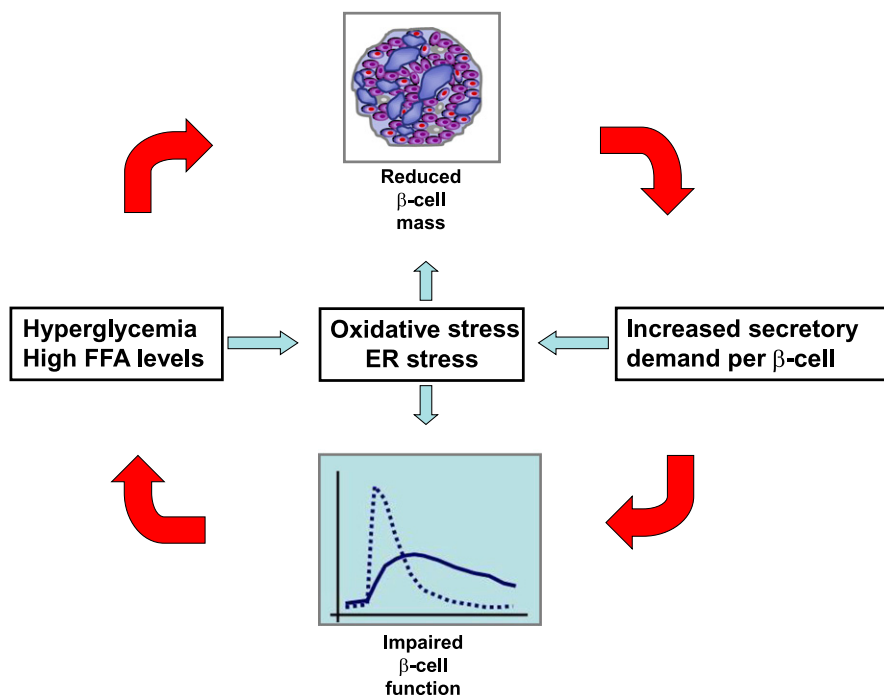 Reduced
β-cell
mass
Hyperglycemia
High FFA levels
Oxidative stress
ER stress
Increased secretory
demand per β-cell
Impaired
β-cell
function